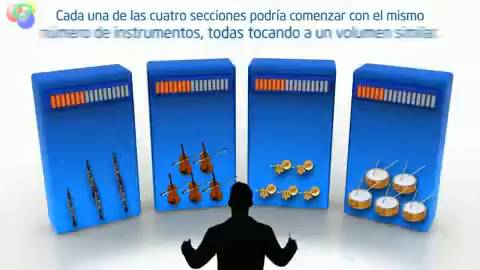 Cada una de las cuatro secciones podría comenzar con el mismo
número de instrumentos, todas tocando a un volumen similar.